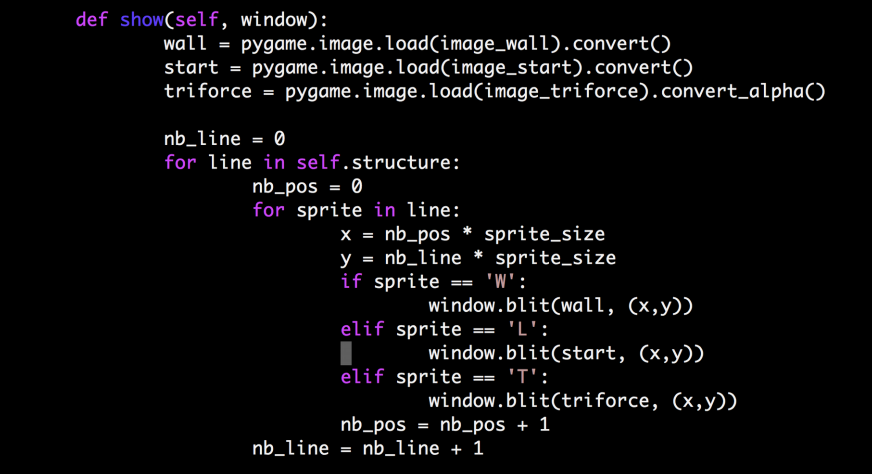 def show(self, window):
wall = pygame.image.load(image_wall).convert()
start = pygame.image.load(image_start).convert()
triforce = pygame.image.load(image_triforce).convert_alpha()
nb_line = 0
for line in self.structure:
nb_pos = 0
for sprite in line:
x = nb_pos * sprite_size
y = nb_line * sprite_size
if sprite == 'W':
window.blit(wall, (x,y))
elif sprite == 'L':
window.blit(start, (x,y))
elif sprite == 'T':
window.blit(triforce, (x,y))
nb_pos = nb_pos + 1
nb_line = nb_line + 1